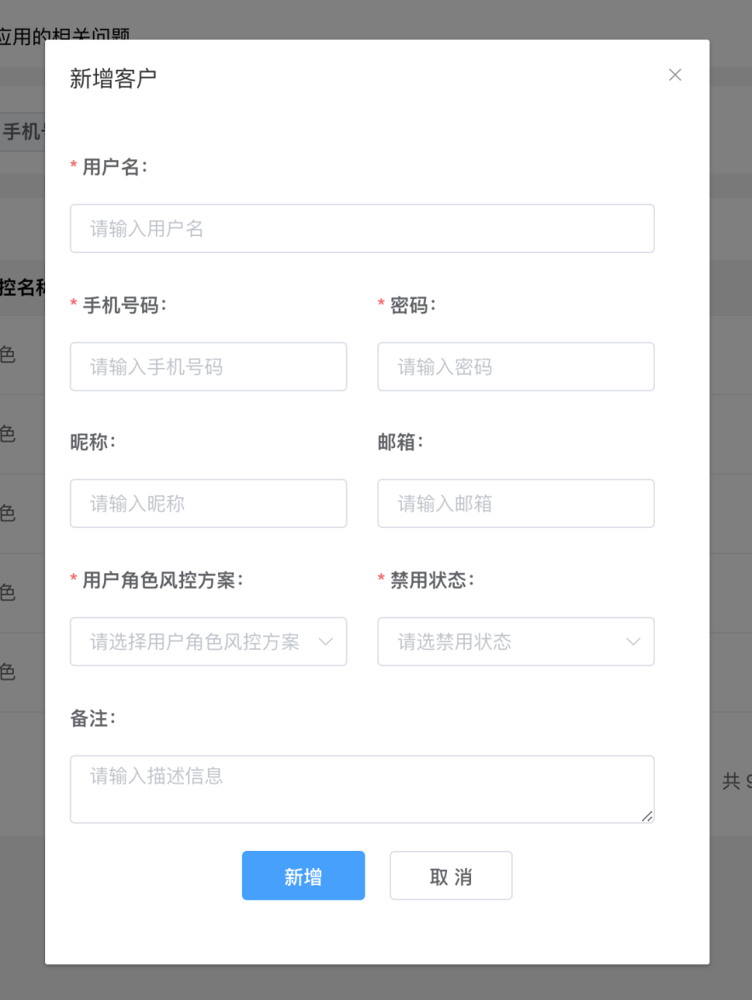 应用的相关问题
新增客户
手机号
* 用户名:
请输入用户名
控名称
* 手机号码:
* 密码:
请输入手机号码
请输入密码
色
昵称:
邮箱:
色
请输入昵称
请输入邮箱
色
* 用户角色风控方案:
* 禁用状态:
色
请选择用户角色风控方案
请选禁用状态
色
备注:
请输入描述信息
共 9
新增
取 消